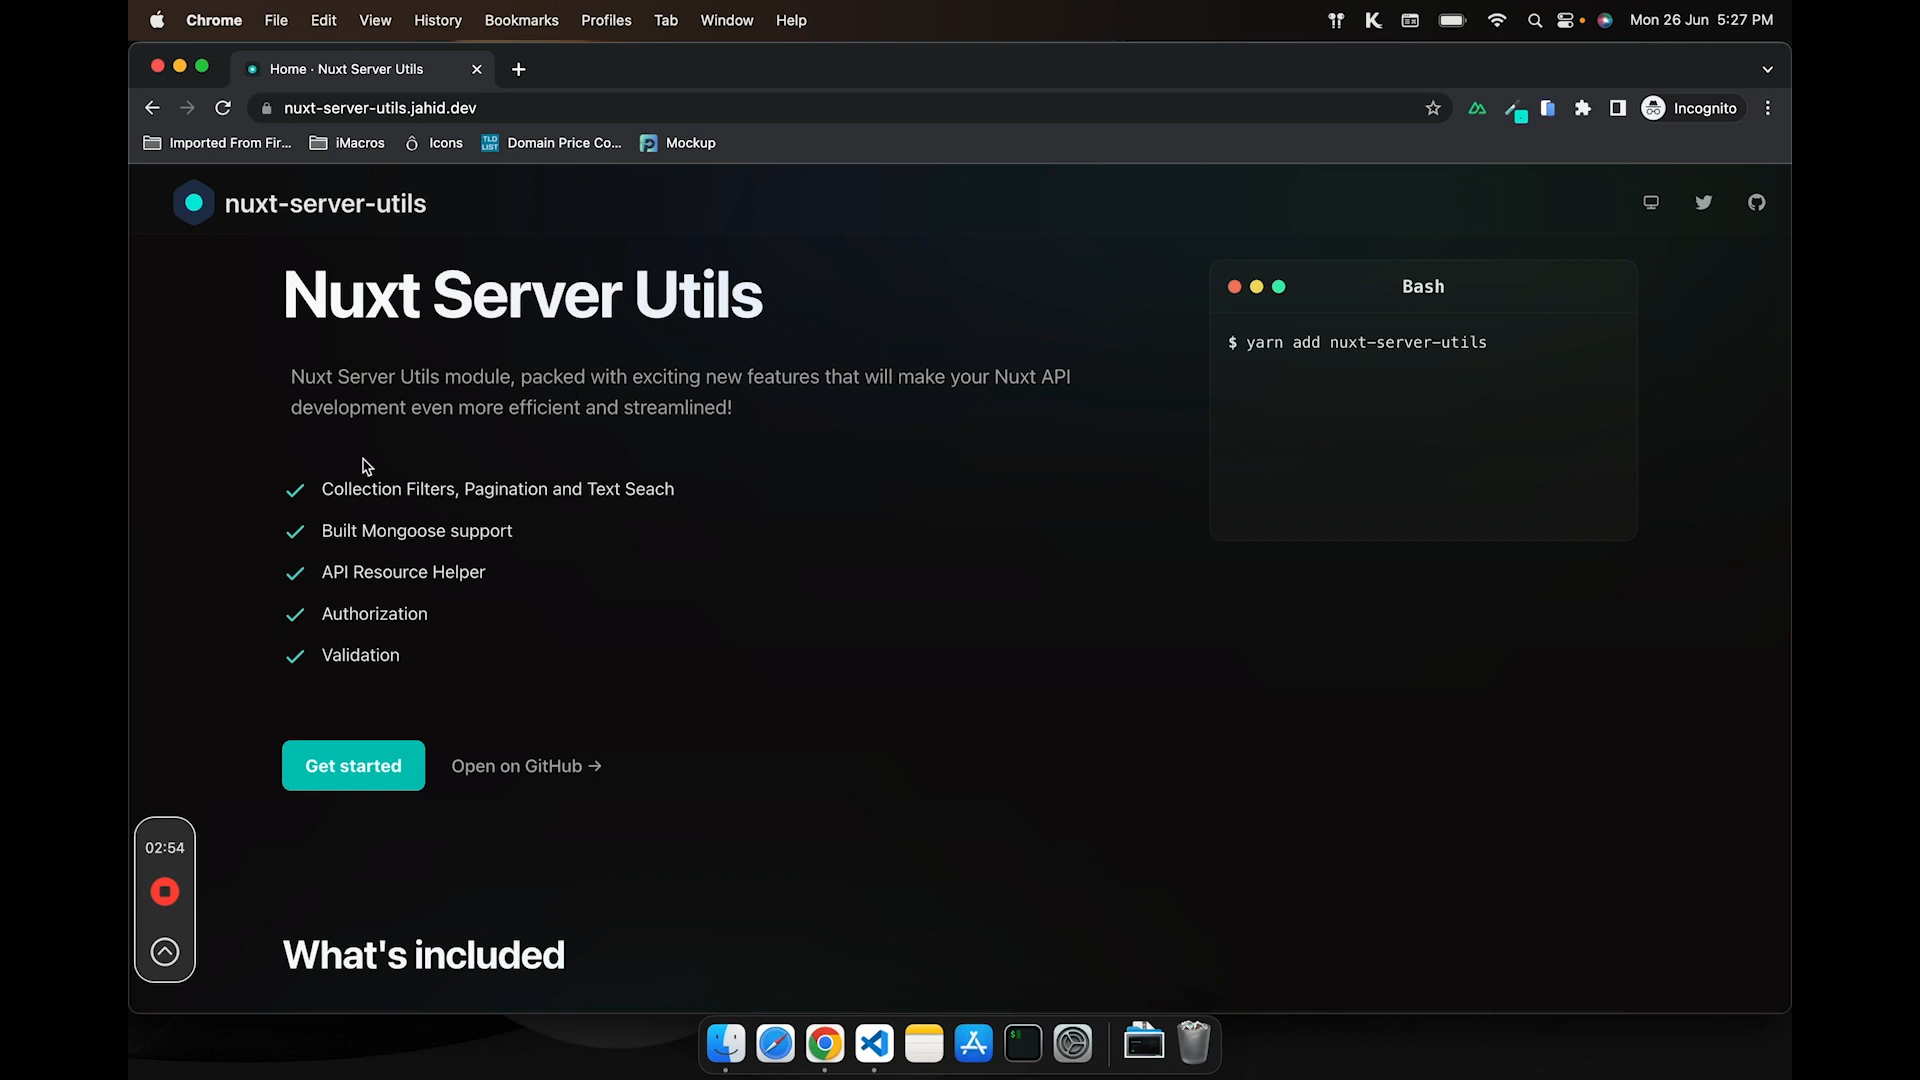 Chrome File Edit View History Bookmarks Profiles Tab Window Help Mon 26 Jun 5:27 PM
Home · Nuxt Server Utils
nuxt-server-utils.jahid.dev Incognito
Imported From Fir... iMacros Icons TLD LIST Domain Price Co... Mockup
nuxt-server-utils
Nuxt Server Utils
Nuxt Server Utils module, packed with exciting new features that will make your Nuxt API
development even more efficient and streamlined!
Collection Filters, Pagination and Text Seach
Built Mongoose support
API Resource Helper
Authorization
Validation
Get started Open on GitHub →
Bash
$ yarn add nuxt-server-utils
02:54
What's included